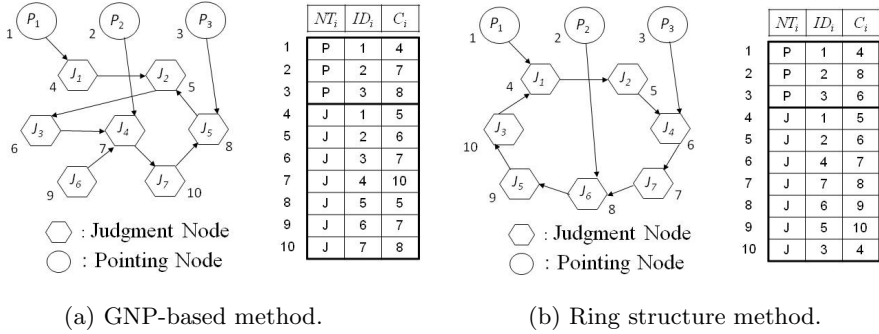 P1 P2 P3
1 2 3
J1 J2
4 5
J3 J4 J5
6 7 8
J6 J7
9 10
: Judgment Node
: Pointing Node
NTi IDi Ci
1 P 1 4
2 P 2 7
3 P 3 8
4 J 1 5
5 J 2 6
6 J 3 7
7 J 4 10
8 J 5 5
9 J 6 7
10 J 7 8
(a) GNP-based method.
P1 P2 P3
1 2 3
J1 J2
4 5
J3 J4
10 6
J5 J6 J7
9 8 7
: Judgment Node
: Pointing Node
NTi IDi Ci
1 P 1 4
2 P 2 8
3 P 3 6
4 J 1 5
5 J 2 6
6 J 4 7
7 J 7 8
8 J 6 9
9 J 5 10
10 J 3 4
(b) Ring structure method.